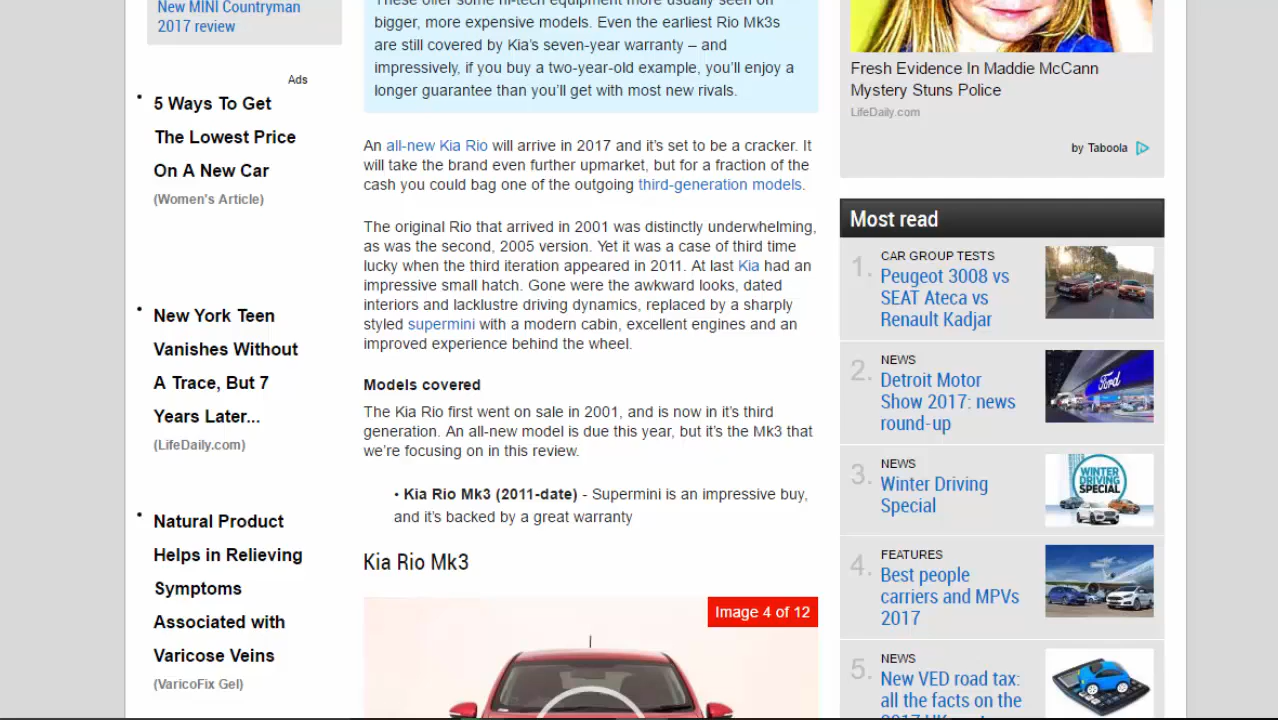 New MINI Countryman
2017 review
Ads
5 Ways To Get
The Lowest Price
On A New Car
(Women's Article)
New York Teen
Vanishes Without
A Trace, But 7
Years Later...
(LifeDaily.com)
Natural Product
Helps in Relieving
Symptoms
Associated with
Varicose Veins
(VaricoFix Gel)
These offer some hi-tech equipment more usually seen on
bigger, more expensive models. Even the earliest Rio Mk3s
are still covered by Kia's seven-year warranty – and
impressively, if you buy a two-year-old example, you'll enjoy a
longer guarantee than you'll get with most new rivals.
An all-new Kia Rio will arrive in 2017 and it's set to be a cracker. It
will take the brand even further upmarket, but for a fraction of the
cash you could bag one of the outgoing third-generation models.
The original Rio that arrived in 2001 was distinctly underwhelming,
as was the second, 2005 version. Yet it was a case of third time
lucky when the third iteration appeared in 2011. At last Kia had an
impressive small hatch. Gone were the awkward looks, dated
interiors and lacklustre driving dynamics, replaced by a sharply
styled supermini with a modern cabin, excellent engines and an
improved experience behind the wheel.
Models covered
The Kia Rio first went on sale in 2001, and is now in it's third
generation. An all-new model is due this year, but it's the Mk3 that
we're focusing on in this review.
• Kia Rio Mk3 (2011-date) - Supermini is an impressive buy,
and it's backed by a great warranty
Kia Rio Mk3
Image 4 of 12
Fresh Evidence In Maddie McCann
Mystery Stuns Police
LifeDaily.com
by Taboola
Most read
1. CAR GROUP TESTS
Peugeot 3008 vs
SEAT Ateca vs
Renault Kadjar
2. NEWS
Detroit Motor
Show 2017: news
round-up
Ford
3. NEWS
Winter Driving
Special
WINTER
DRIVING
SPECIAL
4. FEATURES
Best people
carriers and MPVs
2017
5. NEWS
New VED road tax:
all the facts on the